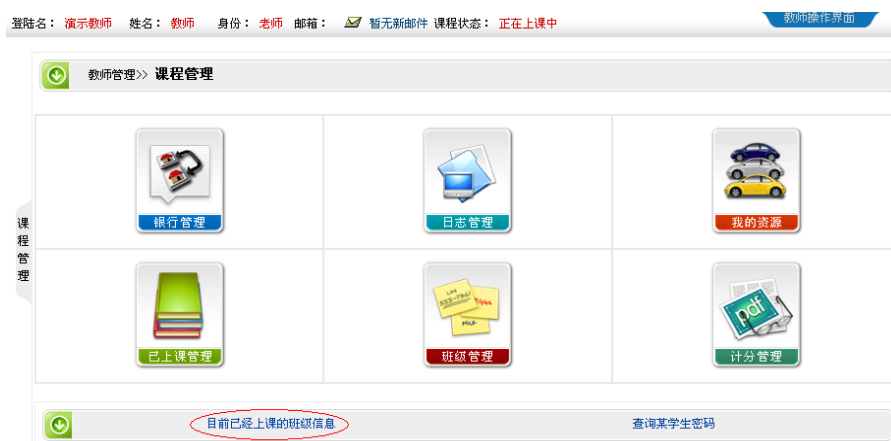 登陆名： 演示教师 姓名： 教师 身份： 老师 邮箱： 暂无新邮件 课程状态： 正在上课中
教师操作界面
教师管理>> 课程管理
银行管理 日志管理 我的资源
课程管理
已上课管理 班级管理 计分管理
pdf
目前已经上课的班级信息 查询某学生密码